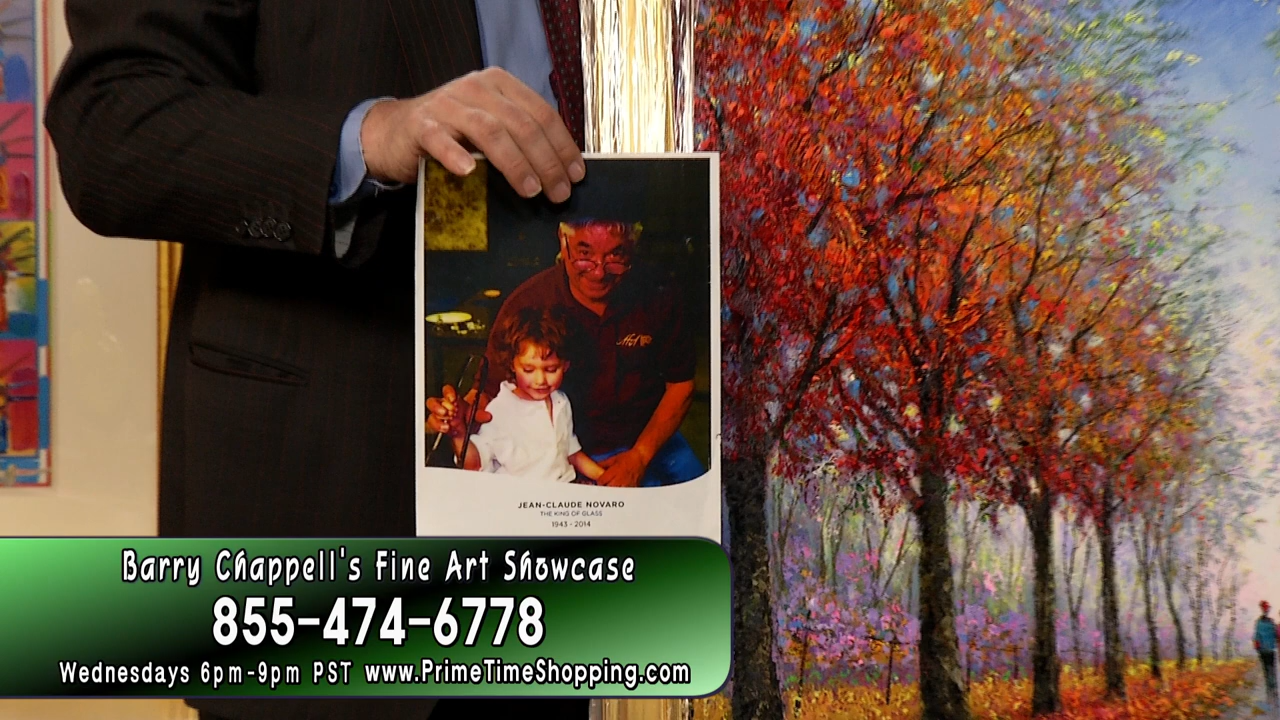 JEAN-CLAUDE NOVARO
THE KING OF GLASS
1943 - 2014
Barry Chappell's Fine Art Showcase
855-474-6778
Wednesdays 6pm-9pm PST www.PrimeTimeShopping.com